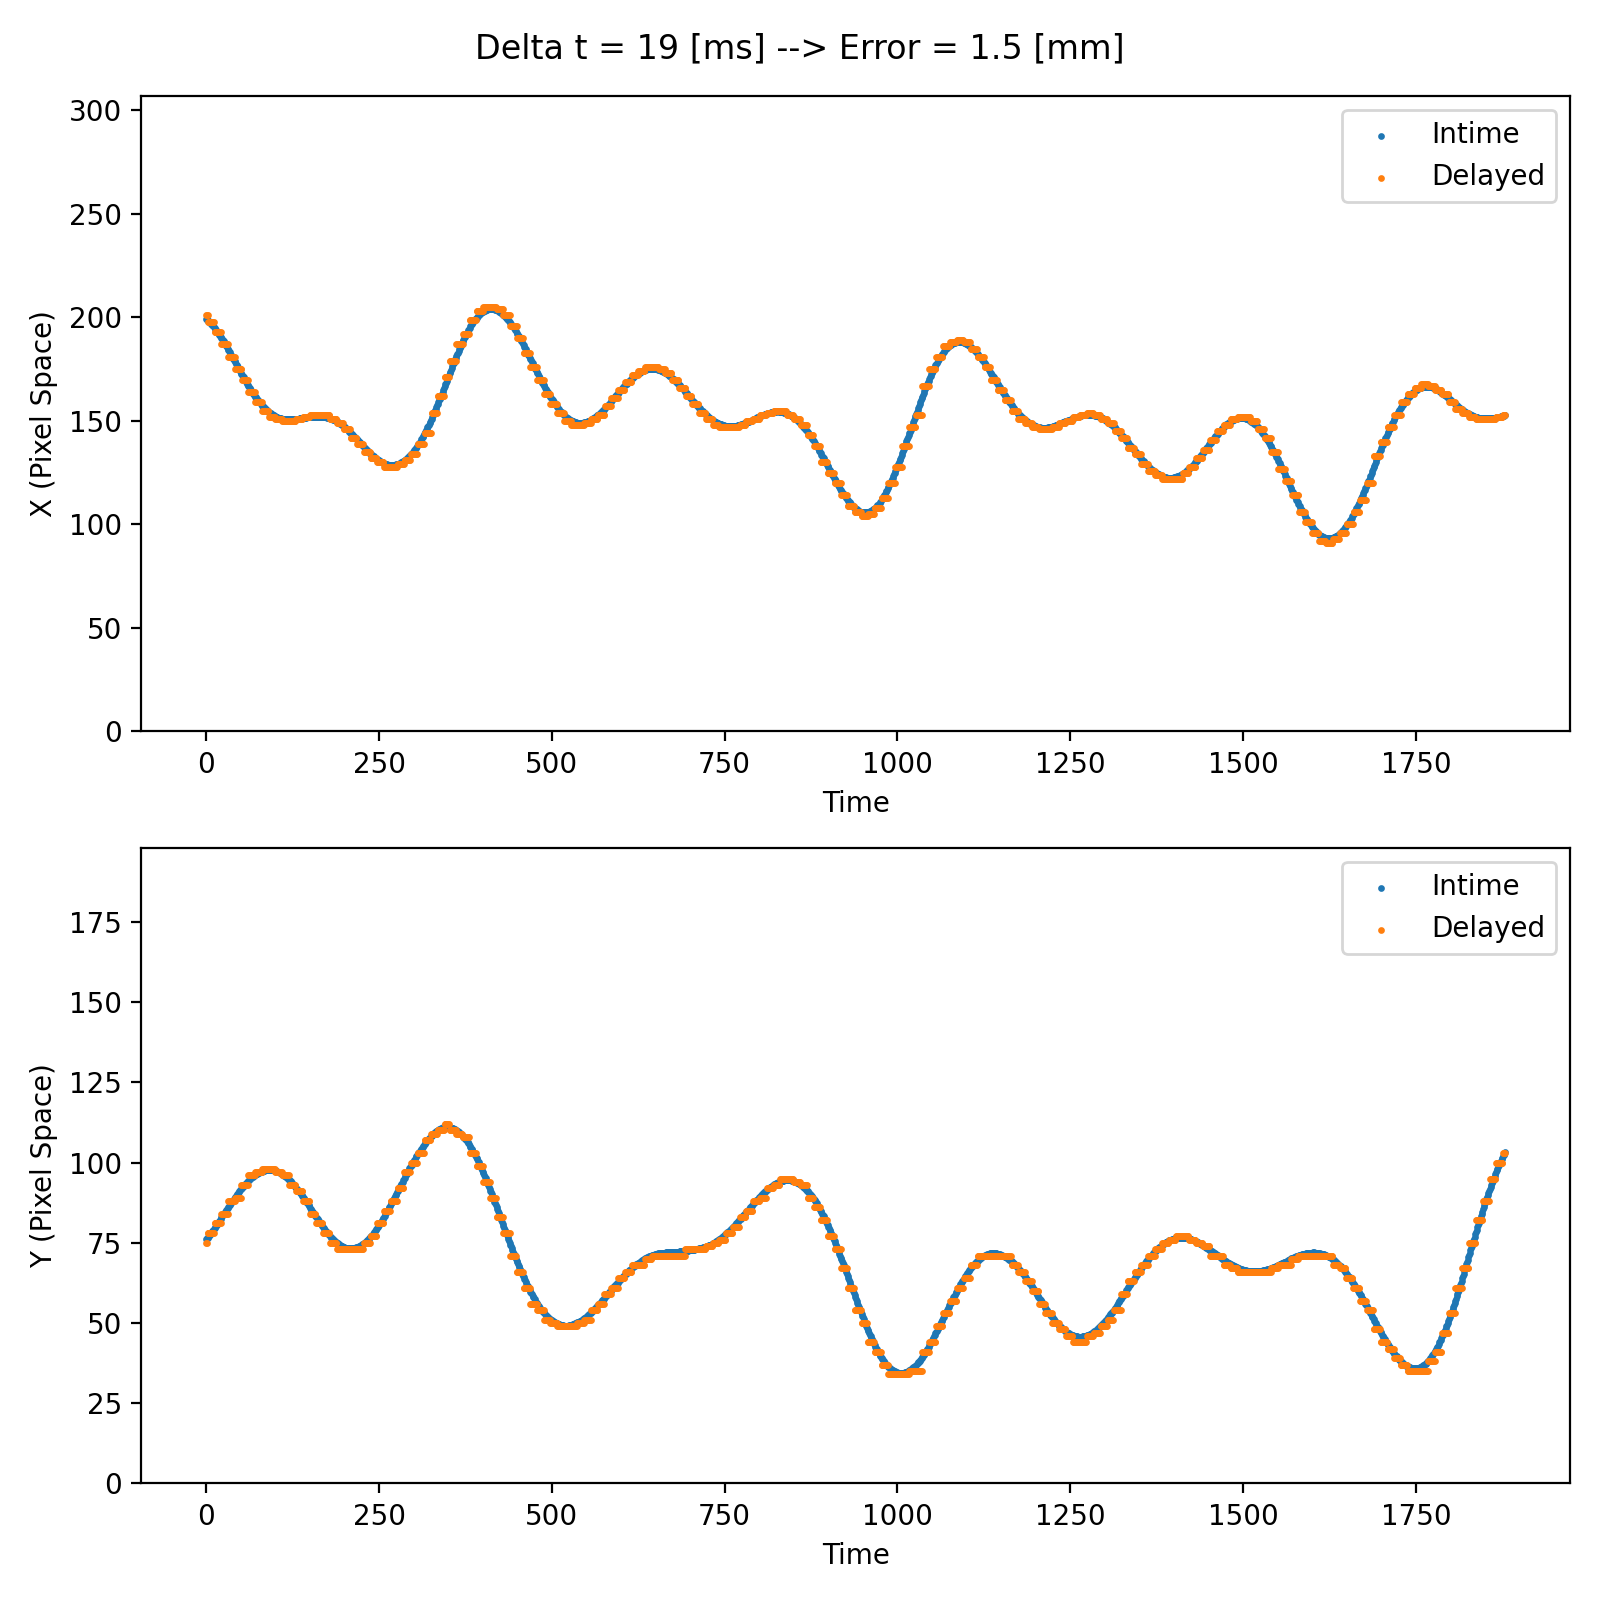 Delta t = 19 [ms] --> Error = 1.5 [mm]
300
250
200
150
100
50
0
X (Pixel Space)
Intime
Delayed
0 250 500 750 1000 1250 1500 1750
Time
175
150
125
100
75
50
25
0
Y (Pixel Space)
Intime
Delayed
0 250 500 750 1000 1250 1500 1750
Time